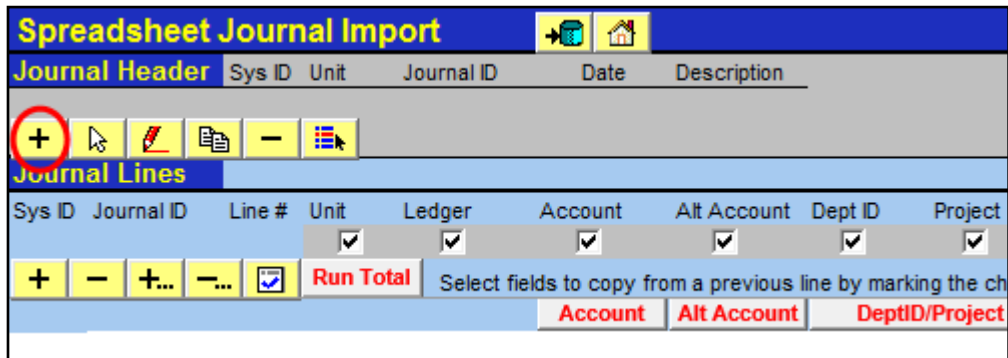 Spreadsheet Journal Import
Journal Header Sys ID Unit Journal ID Date Description
Journal Lines
Sys ID Journal ID Line # Unit Ledger Account Alt Account Dept ID Project
+ − +... −... Run Total Select fields to copy from a previous line by marking the ch
Account Alt Account DeptID/Project